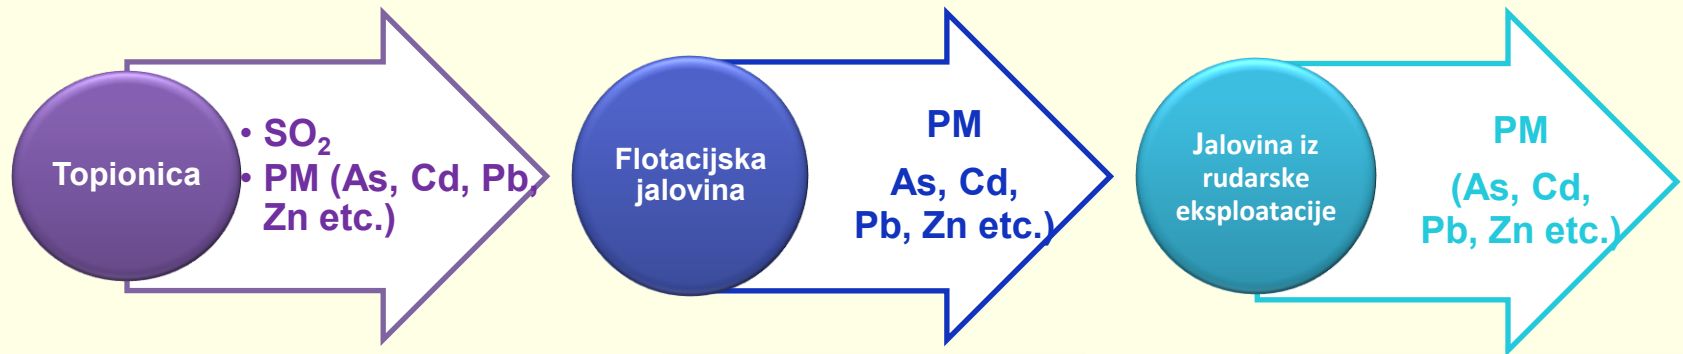 Topionica
• SO₂
• PM (As, Cd, Pb,
Zn etc.)
Flotacijska
jalovina
PM
As, Cd,
Pb, Zn etc.)
Jalovina iz
rudarske
eksploatacije
PM
(As, Cd,
Pb, Zn etc.)